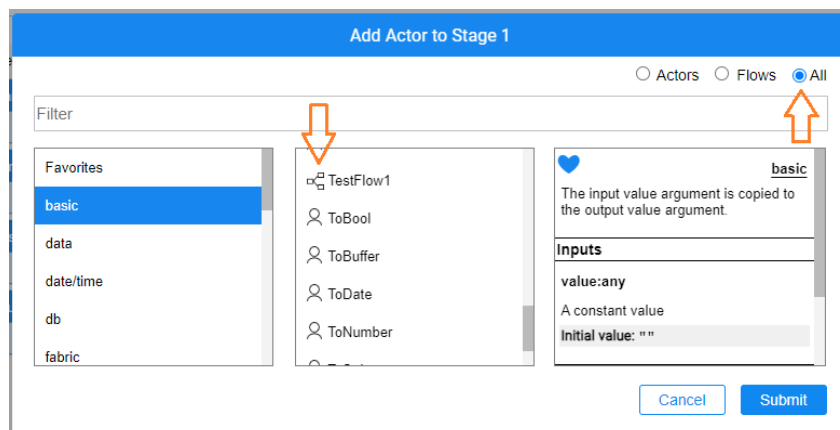 Add Actor to Stage 1
Actors Flows All
Filter
Favorites
basic
data
date/time
db
fabric
TestFlow1
ToBool
ToBuffer
ToDate
ToNumber
basic
The input value argument is copied to
the output value argument.
Inputs
value:any
A constant value
Initial value: ""
Cancel Submit